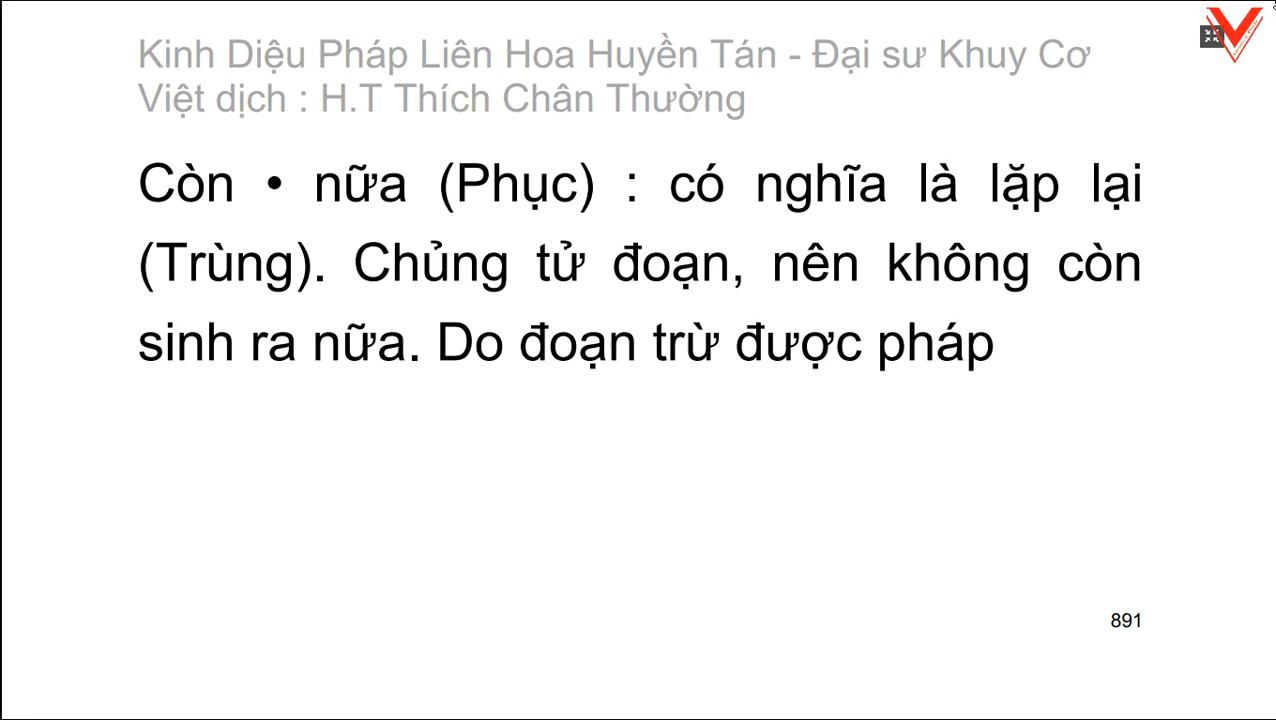 Kinh Diệu Pháp Liên Hoa Huyền Tán - Đại sư Khuy Cơ
Việt dịch : H.T Thích Chân Thường
Còn • nữa (Phục) : có nghĩa là lặp lại
(Trùng). Chủng tử đoạn, nên không còn
sinh ra nữa. Do đoạn trừ được pháp
891